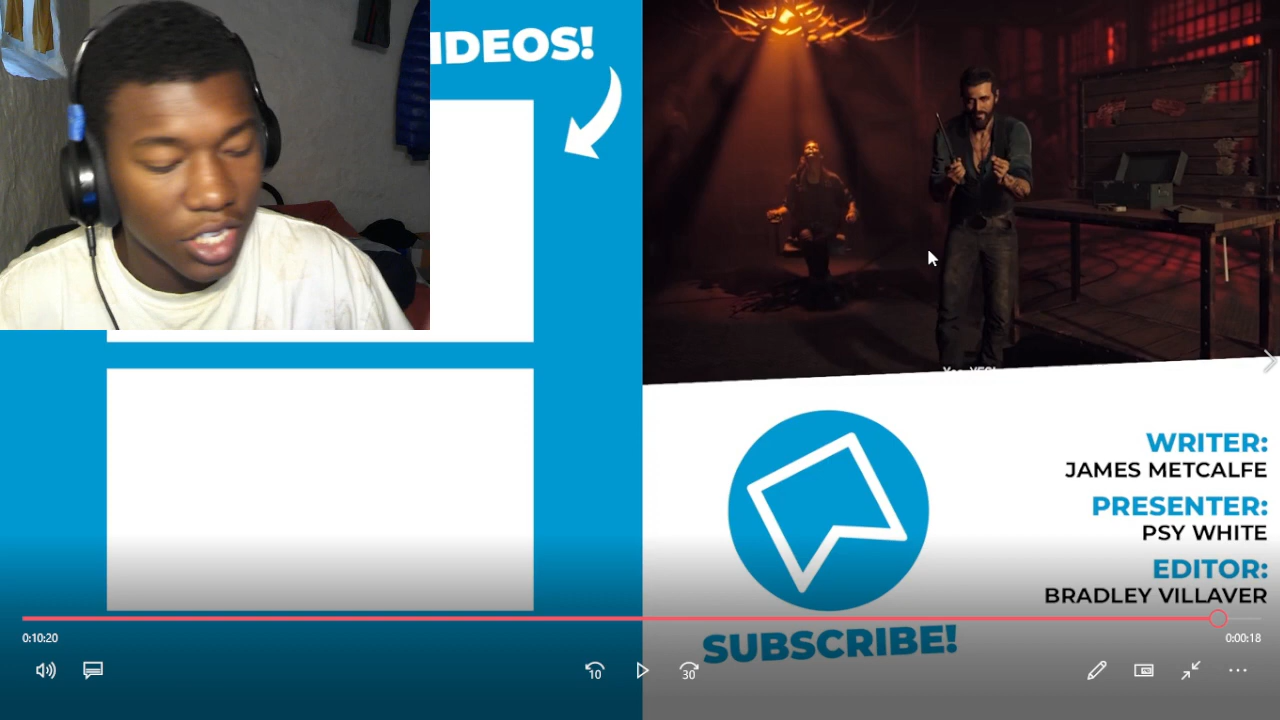 IDEOS!
WRITER:
JAMES METCALFE
PRESENTER:
PSY WHITE
EDITOR:
BRADLEY VILLAVER
SUBSCRIBE!
0:10:20
0:00:18
10
30